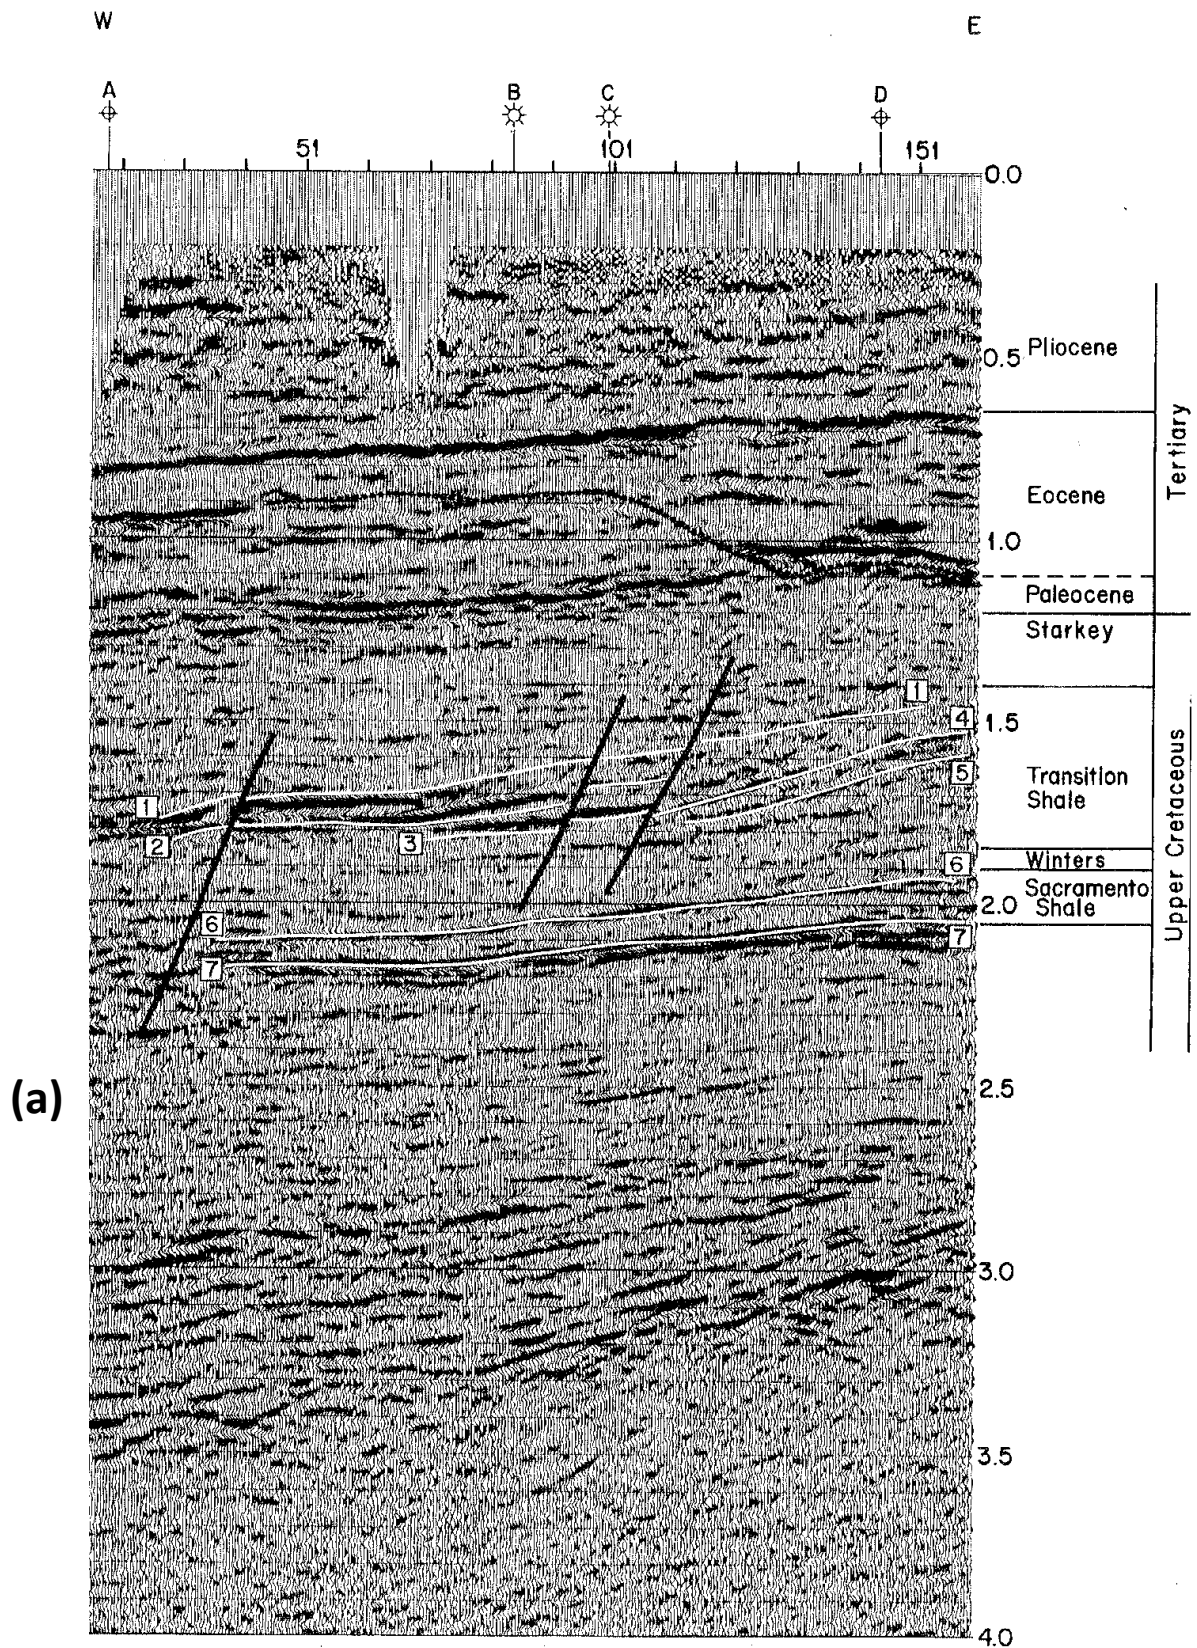 W E
A B C D
51 101 151
0.0
Pliocene
0.5
Tertiary
Eocene
1.0
Paleocene
Starkey
1
1.5
4
5
Transition
Shale
1
2
3
Winters
6
Sacramento
Shale
2.0
6
7
7
Upper Cretaceous
2.5
(a)
3.0
3.5
4.0